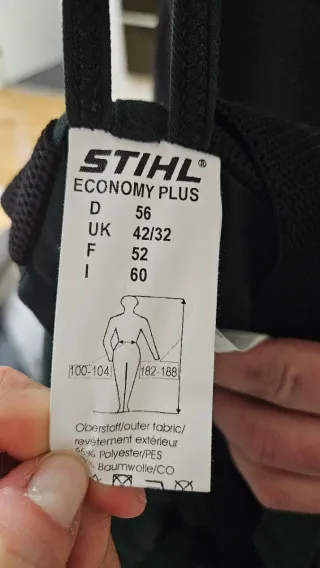 STIHL®
ECONOMY PLUS
D 56
UK 42/32
F 52
I 60
100-104 182-188
Oberstoff/outer fabric/
revêtement extérieur
% Polyester/PES
% Baumwolle/CO